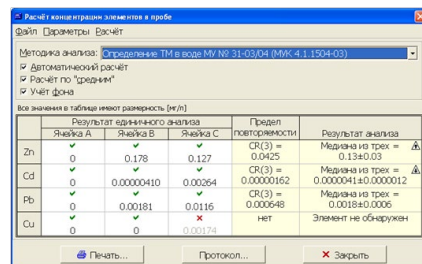 Расчёт концентрации элементов в пробе
Файл Параметры Расчёт
Методика анализа: Определение ТМ в воде МУ № 31-03/04 (МУК 4.1.1504-03)
Автоматический расчёт
Расчёт по "средним"
Учёт фона
Все значения в таблице имеют размерность [мг/л]
Результат единичного анализа Предел повторяемости Результат анализа
Ячейка A Ячейка B Ячейка C
Zn 0 0.178 0.127 CR(3) = 0.0425 Медиана из трех = 0.13±0.03
Cd 0 0.00000410 0.00264 CR(3) = 0.00000162 Медиана из трех = 0.0000041±0.0000012
Pb 0 0.00181 0.0116 CR(3) = 0.000648 Медиана из трех = 0.0018±0.0006
Cu 0 0 0.00174 нет Элемент не обнаружен
Печать... Протокол... Закрыть